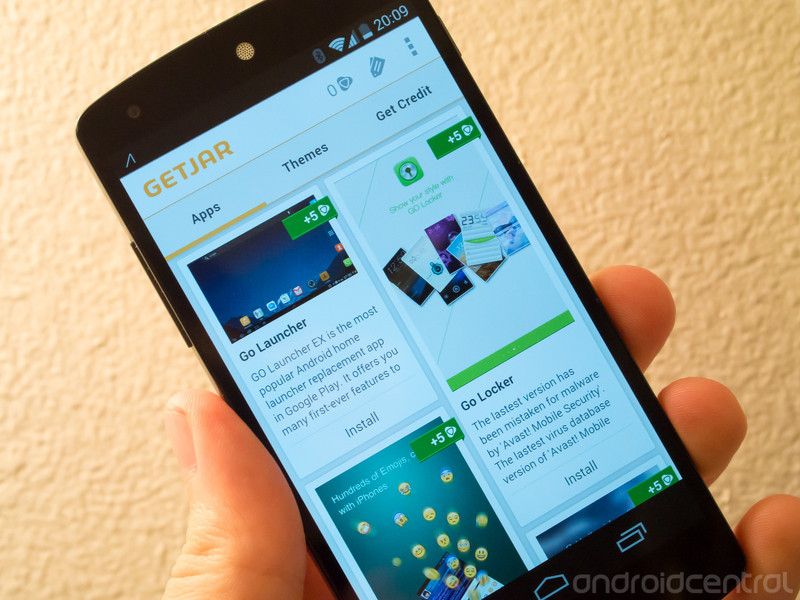 20:09
0
GETJAR
Apps
Themes
Get Credit
+5
Go Launcher
GO Launcher EX is the most
popular Android home
launcher replacement app
in Google Play. It offers you
many first-ever features to
Install
+5
Show your style with
GO Locker
23:54
Go Locker
The lastest version has
been mistaken for malware
by 'Avast! Mobile Security'.
The lastest virus database
version of 'Avast! Mobile
Install
+5
Hundreds of Emojis,
with iPhones
+5
androidcentral